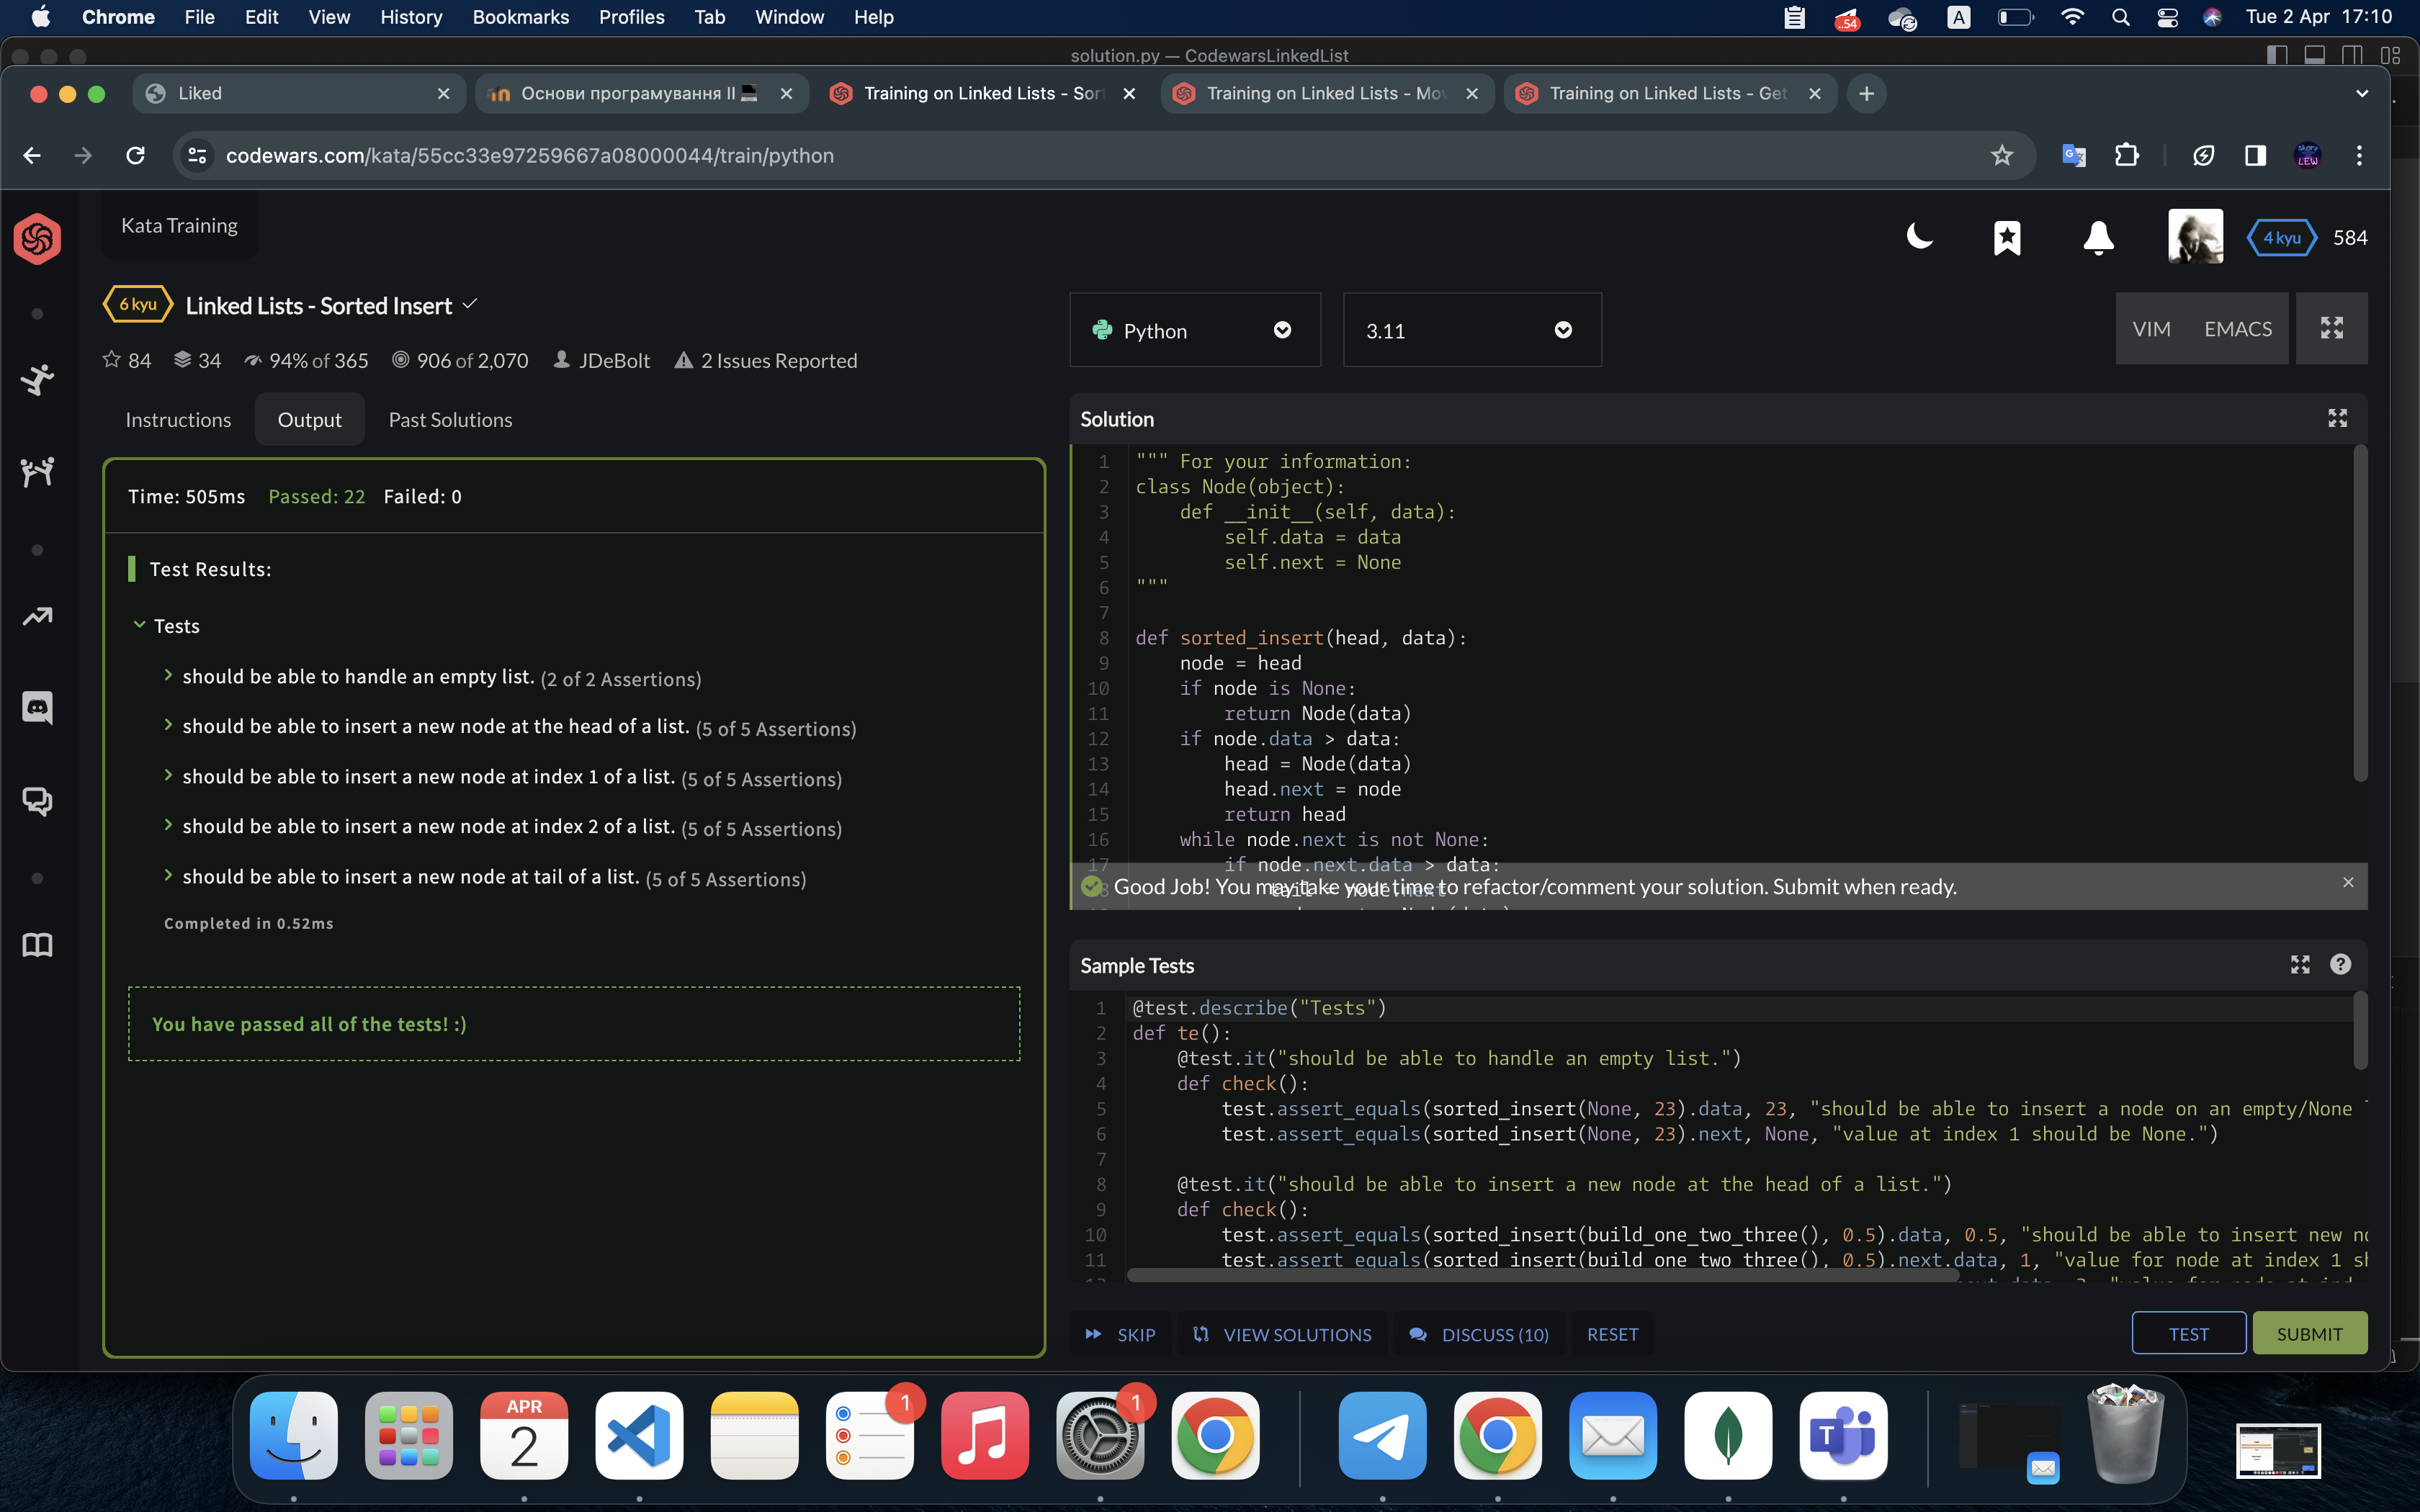 Chrome File Edit View History Bookmarks Profiles Tab Window Help
..54 A Tue 2 Apr 17:10
solution.py — CodewarsLinkedList
Liked
Основи програмування II
Training on Linked Lists - Sor
Training on Linked Lists - Mo
Training on Linked Lists - Get
codewars.com/kata/55cc33e97259667a08000044/train/python
LEW
Kata Training
4 kyu 584
6 kyu Linked Lists - Sorted Insert
84 34 94% of 365 906 of 2,070 JDeBolt 2 Issues Reported
Instructions Output Past Solutions
Time: 505ms Passed: 22 Failed: 0
Test Results:
Tests
should be able to handle an empty list. (2 of 2 Assertions)
should be able to insert a new node at the head of a list. (5 of 5 Assertions)
should be able to insert a new node at index 1 of a list. (5 of 5 Assertions)
should be able to insert a new node at index 2 of a list. (5 of 5 Assertions)
should be able to insert a new node at tail of a list. (5 of 5 Assertions)
Completed in 0.52ms
You have passed all of the tests! :)
Python 3.11 VIM EMACS
Solution
1 """ For your information:
2 class Node(object):
3 def __init__(self, data):
4 self.data = data
5 self.next = None
6 """
7
8 def sorted_insert(head, data):
9 node = head
10 if node is None:
11 return Node(data)
12 if node.data > data:
13 head = Node(data)
14 head.next = node
15 return head
16 while node.next is not None:
17 if node.next.data > data:
Good Job! You may take your time to refactor/comment your solution. Submit when ready.
Sample Tests
1 @test.describe("Tests")
2 def te():
3 @test.it("should be able to handle an empty list.")
4 def check():
5 test.assert_equals(sorted_insert(None, 23).data, 23, "should be able to insert a node on an empty/None
6 test.assert_equals(sorted_insert(None, 23).next, None, "value at index 1 should be None.")
7
8 @test.it("should be able to insert a new node at the head of a list.")
9 def check():
10 test.assert_equals(sorted_insert(build_one_two_three(), 0.5).data, 0.5, "should be able to insert new
11 test.assert_equals(sorted_insert(build_one_two_three(), 0.5).next.data, 1, "value for node at index 1
SKIP VIEW SOLUTIONS DISCUSS (10) RESET TEST SUBMIT
APR
2
1
1
T